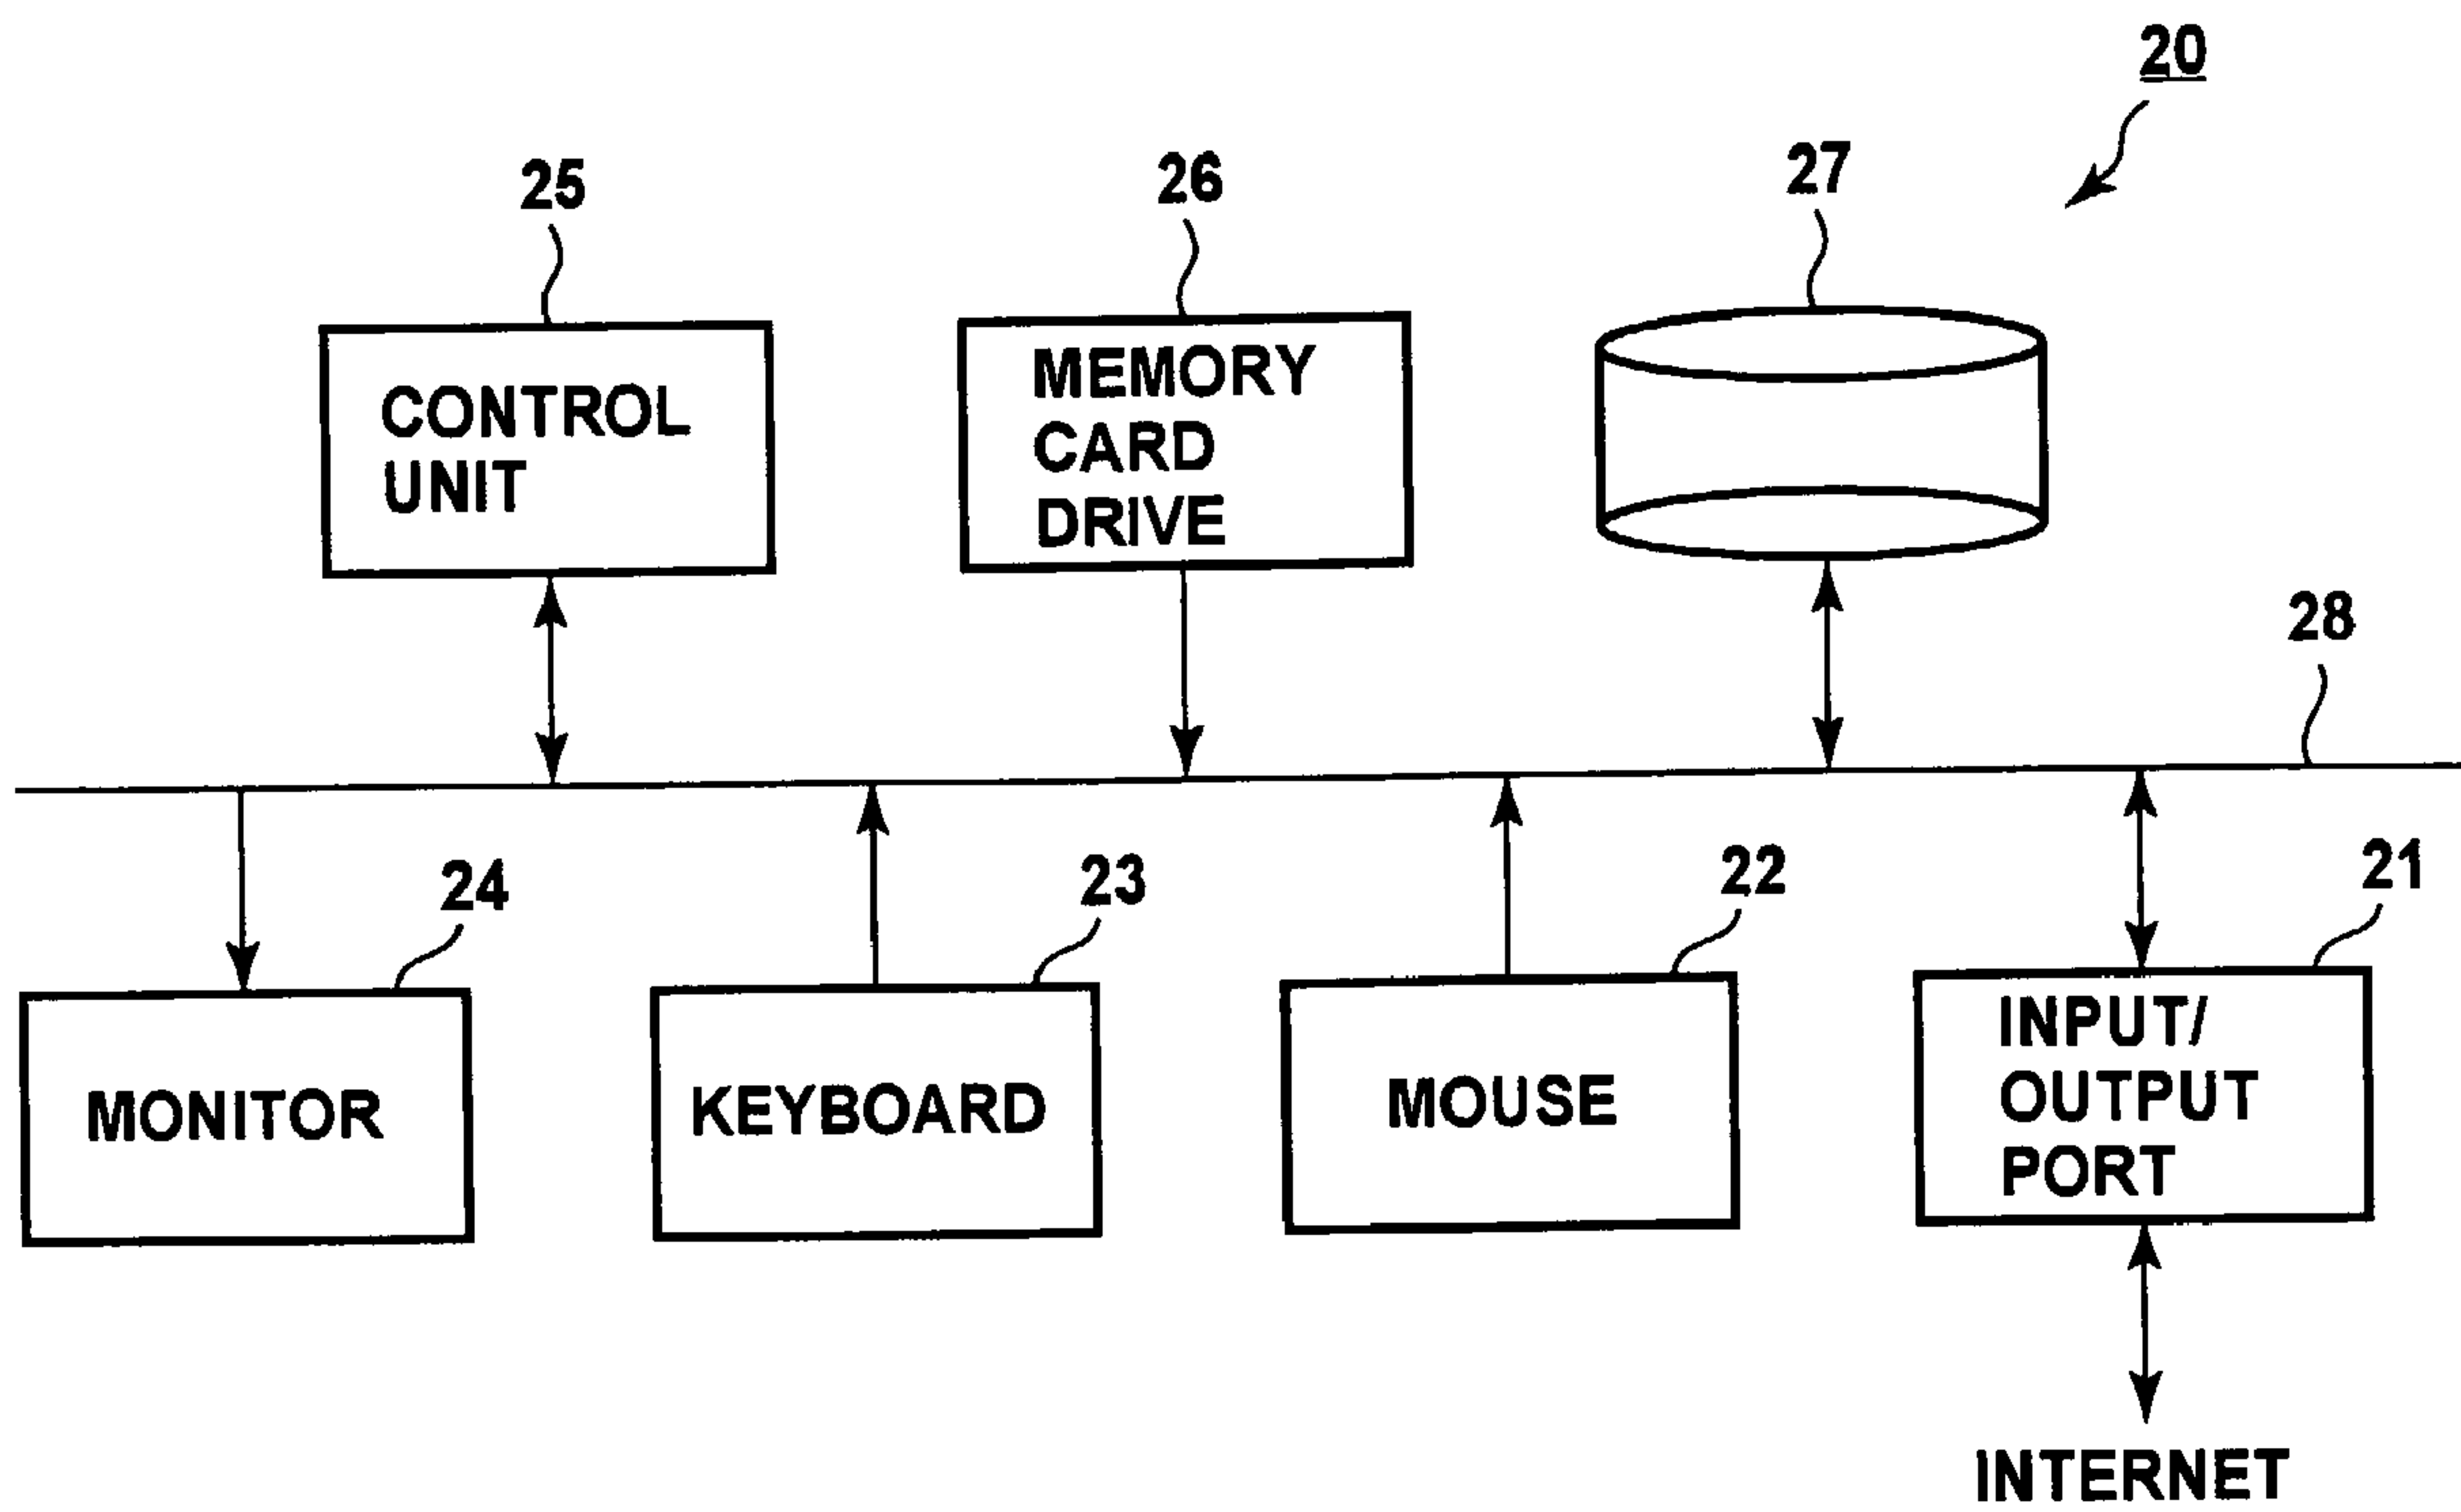 20
25
26
27
CONTROL
UNIT
MEMORY
CARD
DRIVE
28
24
23
22
21
MONITOR
KEYBOARD
MOUSE
INPUT/
OUTPUT
PORT
INTERNET